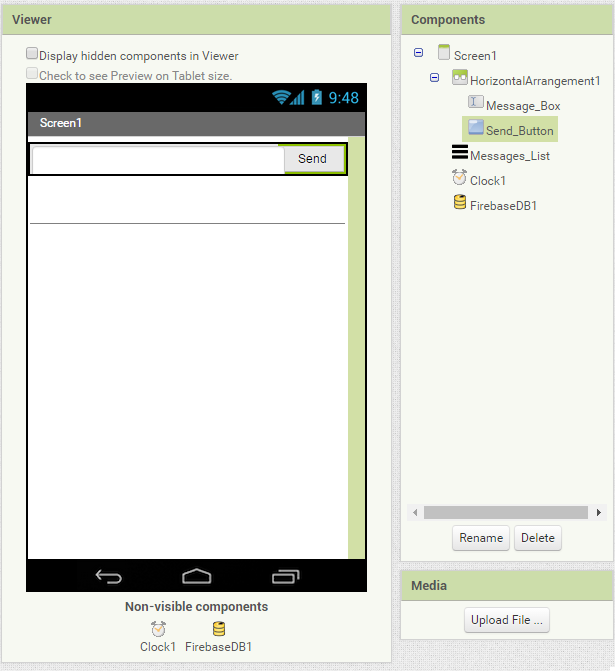 Viewer
Display hidden components in Viewer
Check to see Preview on Tablet size.
9:48
Screen1
Send
Non-visible components
Clock1 FirebaseDB1
Components
Screen1
HorizontalArrangement1
Message_Box
Send_Button
Messages_List
Clock1
FirebaseDB1
Rename Delete
Media
Upload File ...